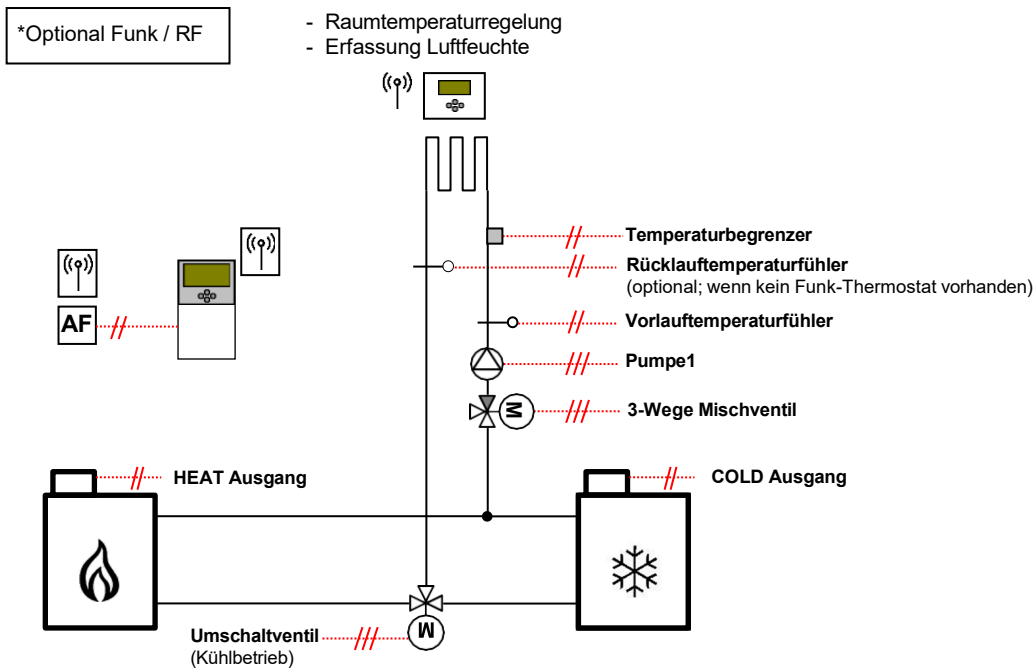 *Optional Funk / RF
- Raumtemperaturregelung
- Erfassung Luftfeuchte
Temperaturbegrenzer
Rücklauftemperaturfühler
(optional; wenn kein Funk-Thermostat vorhanden)
AF
Vorlauftemperaturfühler
Pumpe1
M
3-Wege Mischventil
HEAT Ausgang
COLD Ausgang
M
Umschaltventil
(Kühlbetrieb)